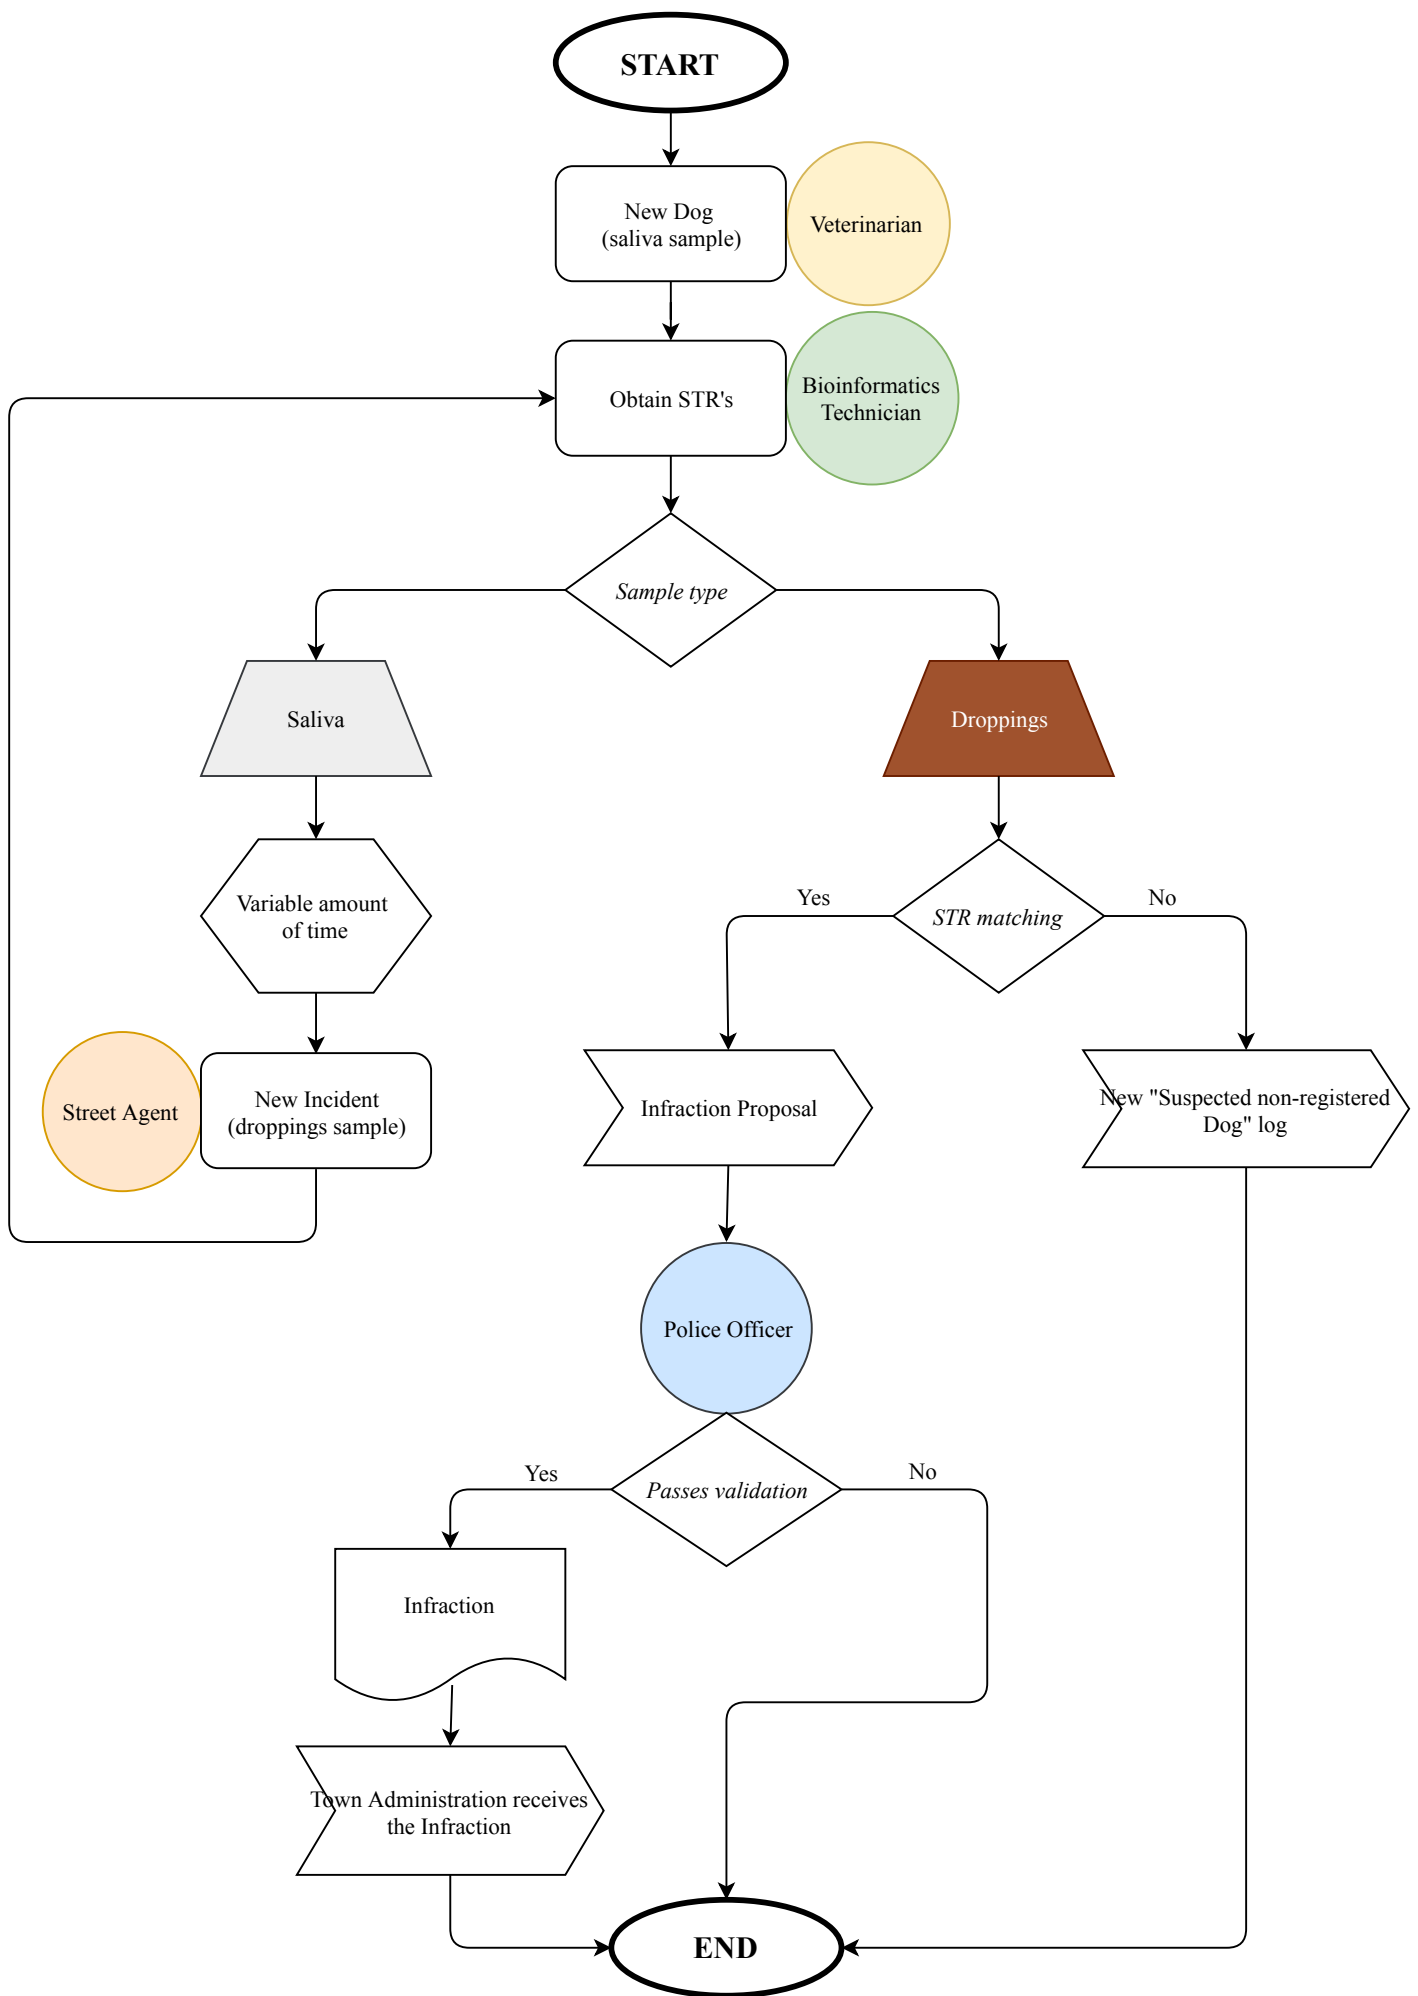 START
New Dog
(saliva sample)
Veterinarian
Obtain STR's
Bioinformatics
Technician
Sample type
Saliva
Droppings
Variable amount
of time
Yes
STR matching
No
Street Agent
New Incident
(droppings sample)
Infraction Proposal
New "Suspected non-registered
Dog" log
Police Officer
Yes
Passes validation
No
Infraction
Town Administration receives
the Infraction
END